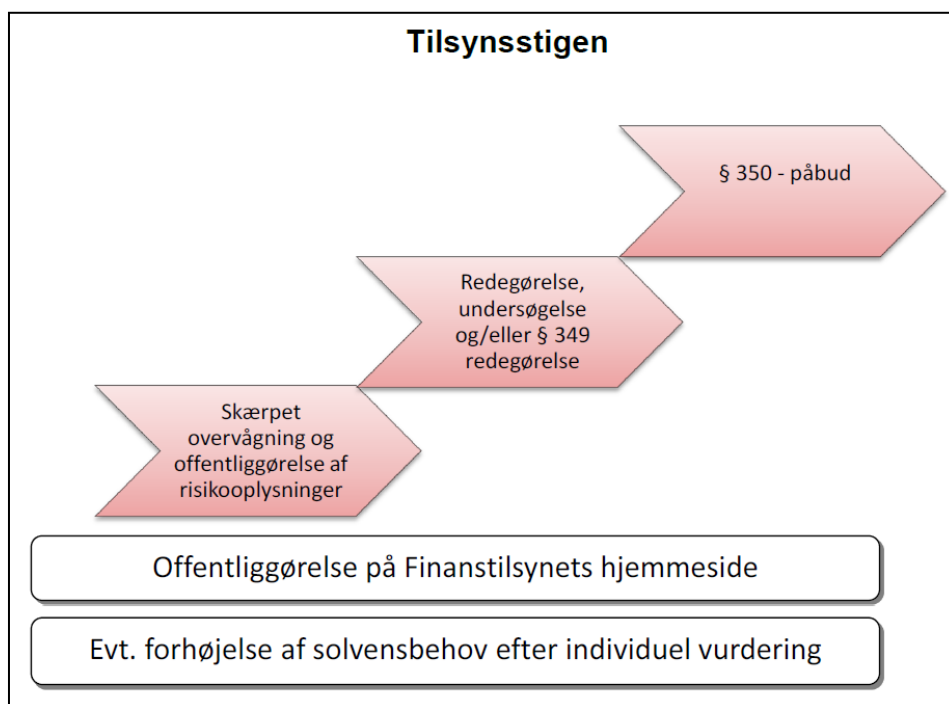 Tilsynsstigen
§ 350 - påbud
Redegørelse,
undersøgelse
og/eller § 349
redegørelse
Skærpet
overvågning og
offentliggørelse af
risikooplysninger
Offentliggørelse på Finanstilsynets hjemmeside
Evt. forhøjelse af solvensbehov efter individuel vurdering